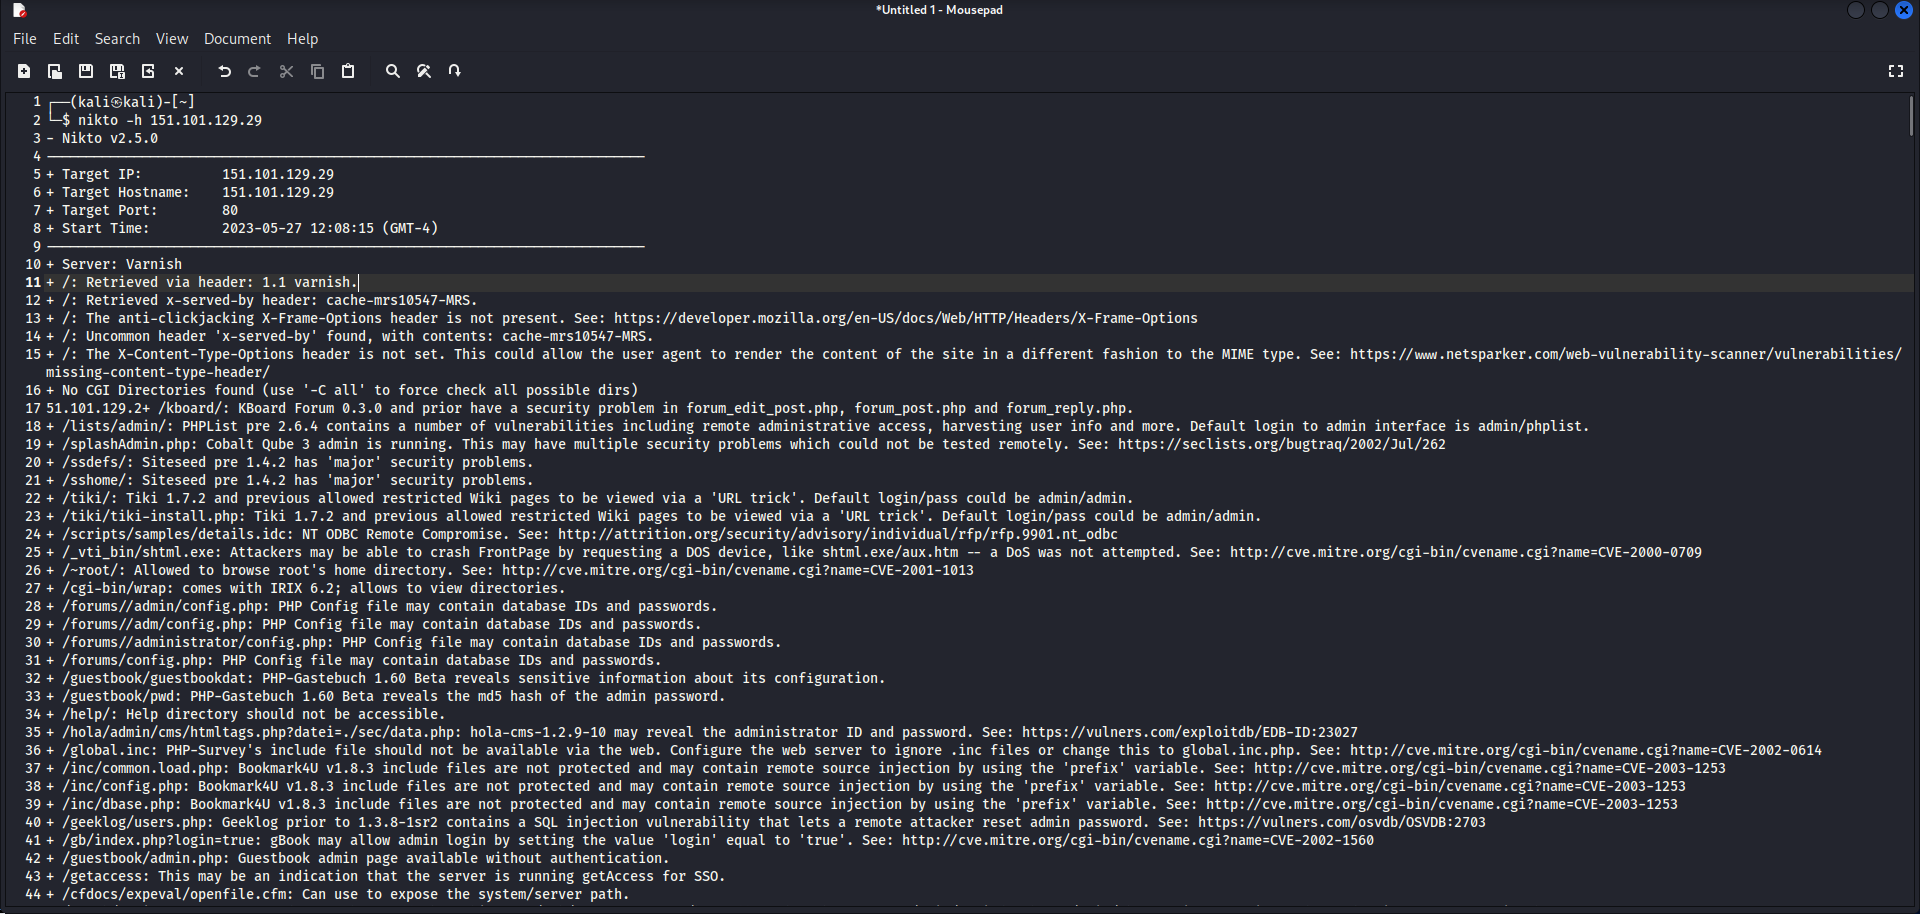 *Untitled 1 - Mousepad
File Edit Search View Document Help
1 ┌──(kali㉿kali)-[~]
2 └─$ nikto -h 151.101.129.29
3 - Nikto v2.5.0
4 ───────────────────────────────────────────────────────────────────────────
5 + Target IP:          151.101.129.29
6 + Target Hostname:    151.101.129.29
7 + Target Port:        80
8 + Start Time:         2023-05-27 12:08:15 (GMT-4)
9 ───────────────────────────────────────────────────────────────────────────
10 + Server: Varnish
11 + /: Retrieved via header: 1.1 varnish.
12 + /: Retrieved x-served-by header: cache-mrs10547-MRS.
13 + /: The anti-clickjacking X-Frame-Options header is not present. See: https://developer.mozilla.org/en-US/docs/Web/HTTP/Headers/X-Frame-Options
14 + /: Uncommon header 'x-served-by' found, with contents: cache-mrs10547-MRS.
15 + /: The X-Content-Type-Options header is not set. This could allow the user agent to render the content of the site in a different fashion to the MIME type. See: https://www.netsparker.com/web-vulnerability-scanner/vulnerabilities/
missing-content-type-header/
16 + No CGI Directories found (use '-C all' to force check all possible dirs)
17 51.101.129.2+ /kboard/: KBoard Forum 0.3.0 and prior have a security problem in forum_edit_post.php, forum_post.php and forum_reply.php.
18 + /lists/admin/: PHPList pre 2.6.4 contains a number of vulnerabilities including remote administrative access, harvesting user info and more. Default login to admin interface is admin/phplist.
19 + /splashAdmin.php: Cobalt Qube 3 admin is running. This may have multiple security problems which could not be tested remotely. See: https://seclists.org/bugtraq/2002/Jul/262
20 + /ssdefs/: Siteseed pre 1.4.2 has 'major' security problems.
21 + /sshome/: Siteseed pre 1.4.2 has 'major' security problems.
22 + /tiki/: Tiki 1.7.2 and previous allowed restricted Wiki pages to be viewed via a 'URL trick'. Default login/pass could be admin/admin.
23 + /tiki/tiki-install.php: Tiki 1.7.2 and previous allowed restricted Wiki pages to be viewed via a 'URL trick'. Default login/pass could be admin/admin.
24 + /scripts/samples/details.idc: NT ODBC Remote Compromise. See: http://attrition.org/security/advisory/individual/rfp/rfp.9901.nt_odbc
25 + /_vti_bin/shtml.exe: Attackers may be able to crash FrontPage by requesting a DOS device, like shtml.exe/aux.htm -- a DoS was not attempted. See: http://cve.mitre.org/cgi-bin/cvename.cgi?name=CVE-2000-0709
26 + /~root/: Allowed to browse root's home directory. See: http://cve.mitre.org/cgi-bin/cvename.cgi?name=CVE-2001-1013
27 + /cgi-bin/wrap: comes with IRIX 6.2; allows to view directories.
28 + /forums//admin/config.php: PHP Config file may contain database IDs and passwords.
29 + /forums//adm/config.php: PHP Config file may contain database IDs and passwords.
30 + /forums//administrator/config.php: PHP Config file may contain database IDs and passwords.
31 + /forums/config.php: PHP Config file may contain database IDs and passwords.
32 + /guestbook/guestbookdat: PHP-Gastebuch 1.60 Beta reveals sensitive information about its configuration.
33 + /guestbook/pwd: PHP-Gastebuch 1.60 Beta reveals the md5 hash of the admin password.
34 + /help/: Help directory should not be accessible.
35 + /hola/admin/cms/htmltags.php?datei=./sec/data.php: hola-cms-1.2.9-10 may reveal the administrator ID and password. See: https://vulners.com/exploitdb/EDB-ID:23027
36 + /global.inc: PHP-Survey's include file should not be available via the web. Configure the web server to ignore .inc files or change this to global.inc.php. See: http://cve.mitre.org/cgi-bin/cvename.cgi?name=CVE-2002-0614
37 + /inc/common.load.php: Bookmark4U v1.8.3 include files are not protected and may contain remote source injection by using the 'prefix' variable. See: http://cve.mitre.org/cgi-bin/cvename.cgi?name=CVE-2003-1253
38 + /inc/config.php: Bookmark4U v1.8.3 include files are not protected and may contain remote source injection by using the 'prefix' variable. See: http://cve.mitre.org/cgi-bin/cvename.cgi?name=CVE-2003-1253
39 + /inc/dbase.php: Bookmark4U v1.8.3 include files are not protected and may contain remote source injection by using the 'prefix' variable. See: http://cve.mitre.org/cgi-bin/cvename.cgi?name=CVE-2003-1253
40 + /geeklog/users.php: Geeklog prior to 1.3.8-1sr2 contains a SQL injection vulnerability that lets a remote attacker reset admin password. See: https://vulners.com/osvdb/OSVDB:2703
41 + /gb/index.php?login=true: gBook may allow admin login by setting the value 'login' equal to 'true'. See: http://cve.mitre.org/cgi-bin/cvename.cgi?name=CVE-2002-1560
42 + /guestbook/admin.php: Guestbook admin page available without authentication.
43 + /getaccess: This may be an indication that the server is running getAccess for SSO.
44 + /cfdocs/expeval/openfile.cfm: Can use to expose the system/server path.